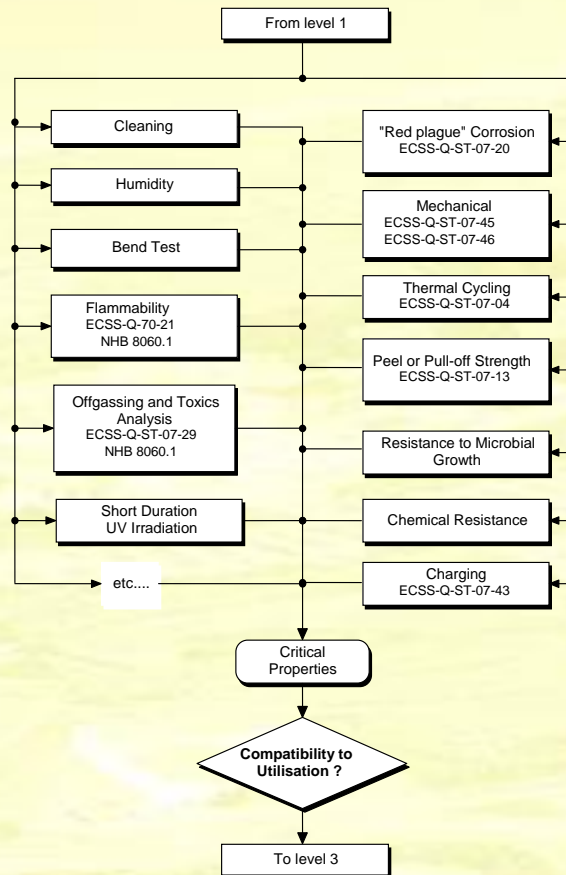 From level 1
Cleaning
Humidity
Bend Test
Flammability
ECSS-Q-70-21
NHB 8060.1
Offgassing and Toxics
Analysis
ECSS-Q-ST-07-29
NHB 8060.1
Short Duration
UV Irradiation
etc....
"Red plague" Corrosion
ECSS-Q-ST-07-20
Mechanical
ECSS-Q-ST-07-45
ECSS-Q-ST-07-46
Thermal Cycling
ECSS-Q-ST-07-04
Peel or Pull-off Strength
ECSS-Q-ST-07-13
Resistance to Microbial
Growth
Chemical Resistance
Charging
ECSS-Q-ST-07-43
Critical
Properties
Compatibility to
Utilisation ?
To level 3